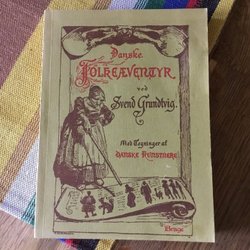 Danske
FOLKEÆVENTYR
ved
Svend Grundtvig.
Med Tegninger af
DANSKE KUNSTNERE